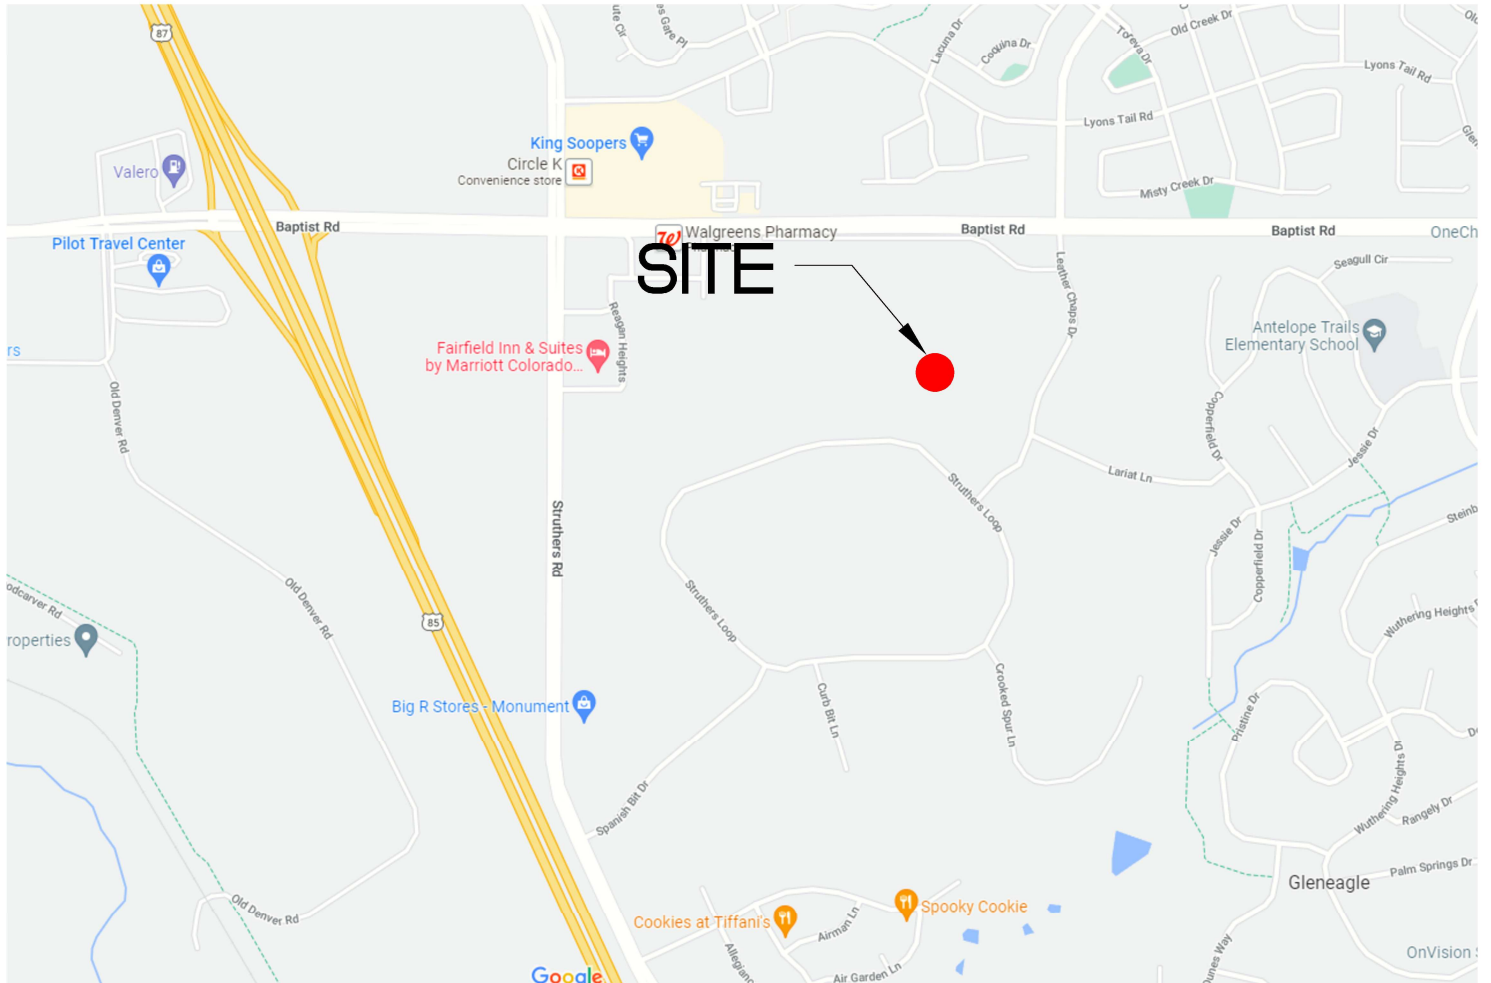 87
Lacuna Dr
Coquina Dr
Toreva Dr
Old Creek Dr
Lyons Tail Rd
Lyons Tail Rd
Misty Creek Dr
King Soopers
Circle K
Convenience store
Valero
Pilot Travel Center
Baptist Rd
Walgreens Pharmacy
Baptist Rd
Baptist Rd
SITE
Seagull Cir
Leather Chaps Dr
Antelope Trails
Elementary School
Reagan Heights
Fairfield Inn & Suites
by Marriott Colorado...
Old Denver Rd
Copperfield Dr
Jessie Dr
Lariat Ln
Struthers Loop
Struthers Rd
Jessie Dr
Copperfield Dr
Old Denver Rd
Struthers Loop
85
Wuthering Heights
Big R Stores - Monument
Curb Bit Ln
Crooked Spur Ln
Pristine Dr
Wuthering Heights Dr
Spanish Bit Dr
Rangely Dr
Palm Springs Dr
Gleneagle
Old Denver Rd
Cookies at Tiffani's
Spooky Cookie
Airman Ln
Air Garden Ln
OnVision
Google